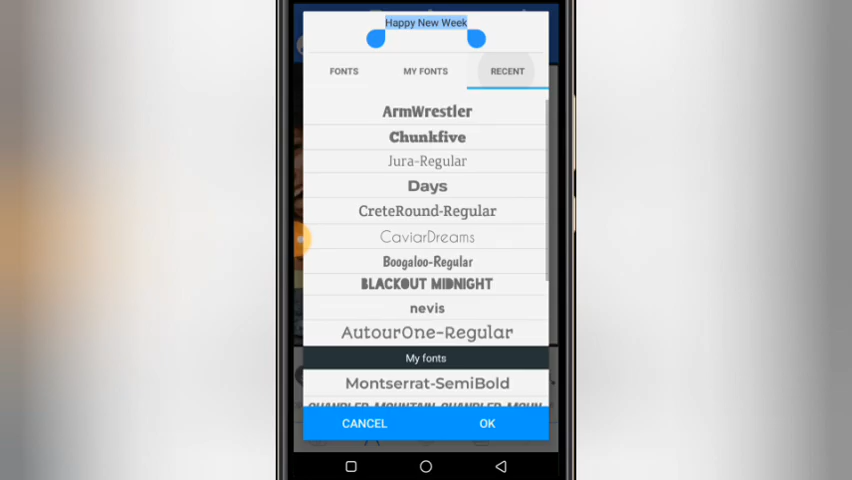 Happy New Week
FONTS MY FONTS RECENT
ArmWrestler
Chunkfive
Jura-Regular
Days
CreteRound-Regular
CaviarDreams
Boogaloo-Regular
BLACKOUT MIDNIGHT
nevis
AutourOne-Regular
My fonts
Montserrat-SemiBold
CANCEL OK